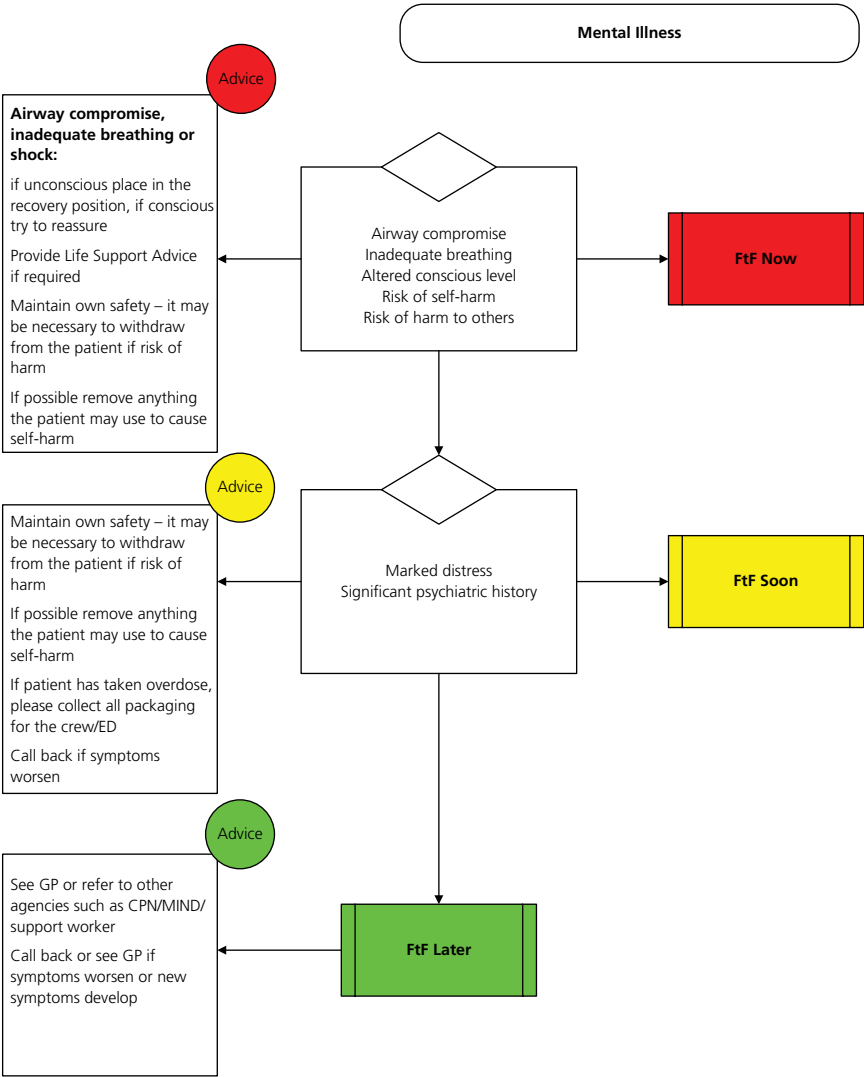 Mental Illness
Advice
Airway compromise,
inadequate breathing or
shock:
if unconscious place in the
recovery position, if conscious
try to reassure
Provide Life Support Advice
if required
Maintain own safety – it may
be necessary to withdraw
from the patient if risk of
harm
If possible remove anything
the patient may use to cause
self-harm
Airway compromise
Inadequate breathing
Altered conscious level
Risk of self-harm
Risk of harm to others
FtF Now
Advice
Maintain own safety – it may
be necessary to withdraw
from the patient if risk of
harm
If possible remove anything
the patient may use to cause
self-harm
If patient has taken overdose,
please collect all packaging
for the crew/ED
Call back if symptoms
worsen
Marked distress
Significant psychiatric history
FtF Soon
Advice
See GP or refer to other
agencies such as CPN/MIND/
support worker
Call back or see GP if
symptoms worsen or new
symptoms develop
FtF Later